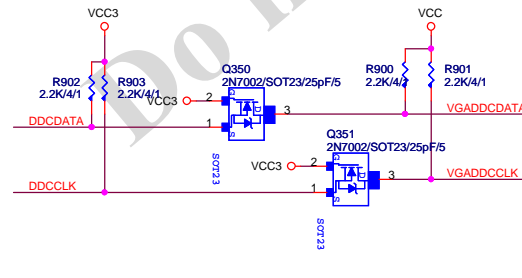 VCC3
VCC
Q350
2N7002/SOT23/25pF/5
R902
2.2K/4/1
R903
2.2K/4/1
R900
2.2K/4/1
R901
2.2K/4/1
VCC3
2
G
D
S
3
1
DDCDATA
VGADDCDATA
SOT23
Q351
2N7002/SOT23/25pF/5
VCC3
2
G
D
S
3
1
DDCCLK
VGADDCCLK
SOT23
Do